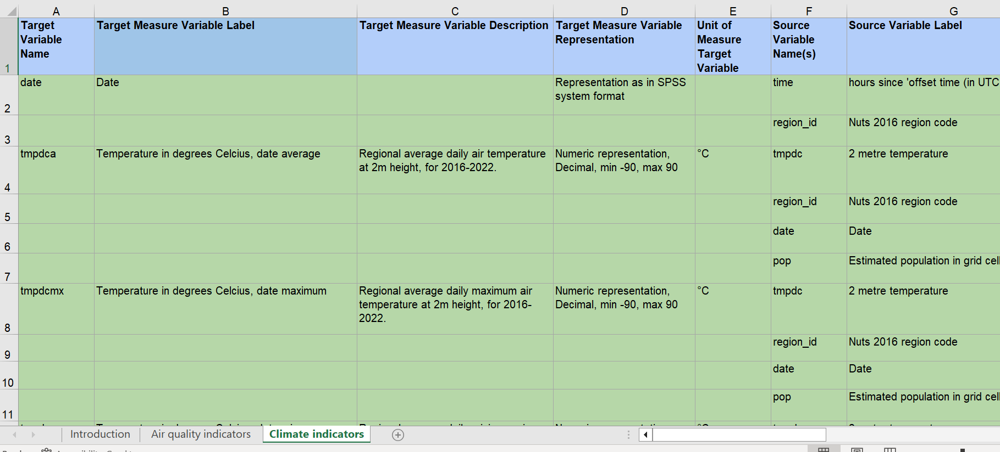 A B C D E F G
Target Variable Name
Target Measure Variable Label
Target Measure Variable Description
Target Measure Variable Representation
Unit of Measure Target Variable
Source Variable Name(s)
Source Variable Label
1
date
Date
Representation as in SPSS
system format
time
hours since 'offset time (in UTC
2
region_id
Nuts 2016 region code
3
tmpdca
Temperature in degrees Celcius, date average
Regional average daily air temperature
at 2m height, for 2016-2022.
Numeric representation,
Decimal, min -90, max 90
°C
tmpdc
2 metre temperature
4
region_id
Nuts 2016 region code
5
date
Date
6
pop
Estimated population in grid cell
7
tmpdcmx
Temperature in degrees Celcius, date maximum
Regional average daily maximum air
temperature at 2m height, for 2016-
2022.
Numeric representation,
Decimal, min -90, max 90
°C
tmpdc
2 metre temperature
8
region_id
Nuts 2016 region code
9
date
Date
10
pop
Estimated population in grid cell
11
Introduction
Air quality indicators
Climate indicators